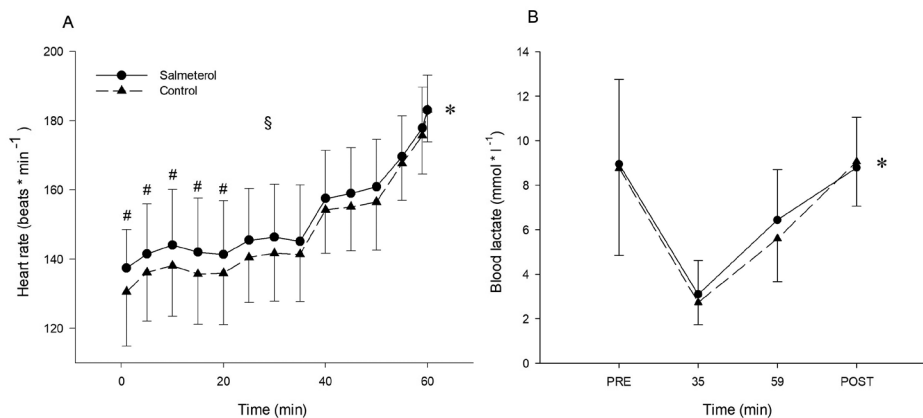 A
Heart rate (beats * min⁻¹ )
200
180
160
140
120
Salmeterol
Control
§
# # # # #
*
0 20 40 60
Time (min)
B
Blood lactate (mmol * l⁻¹)
14
12
10
8
6
4
2
0
*
PRE 35 59 POST
Time (min)